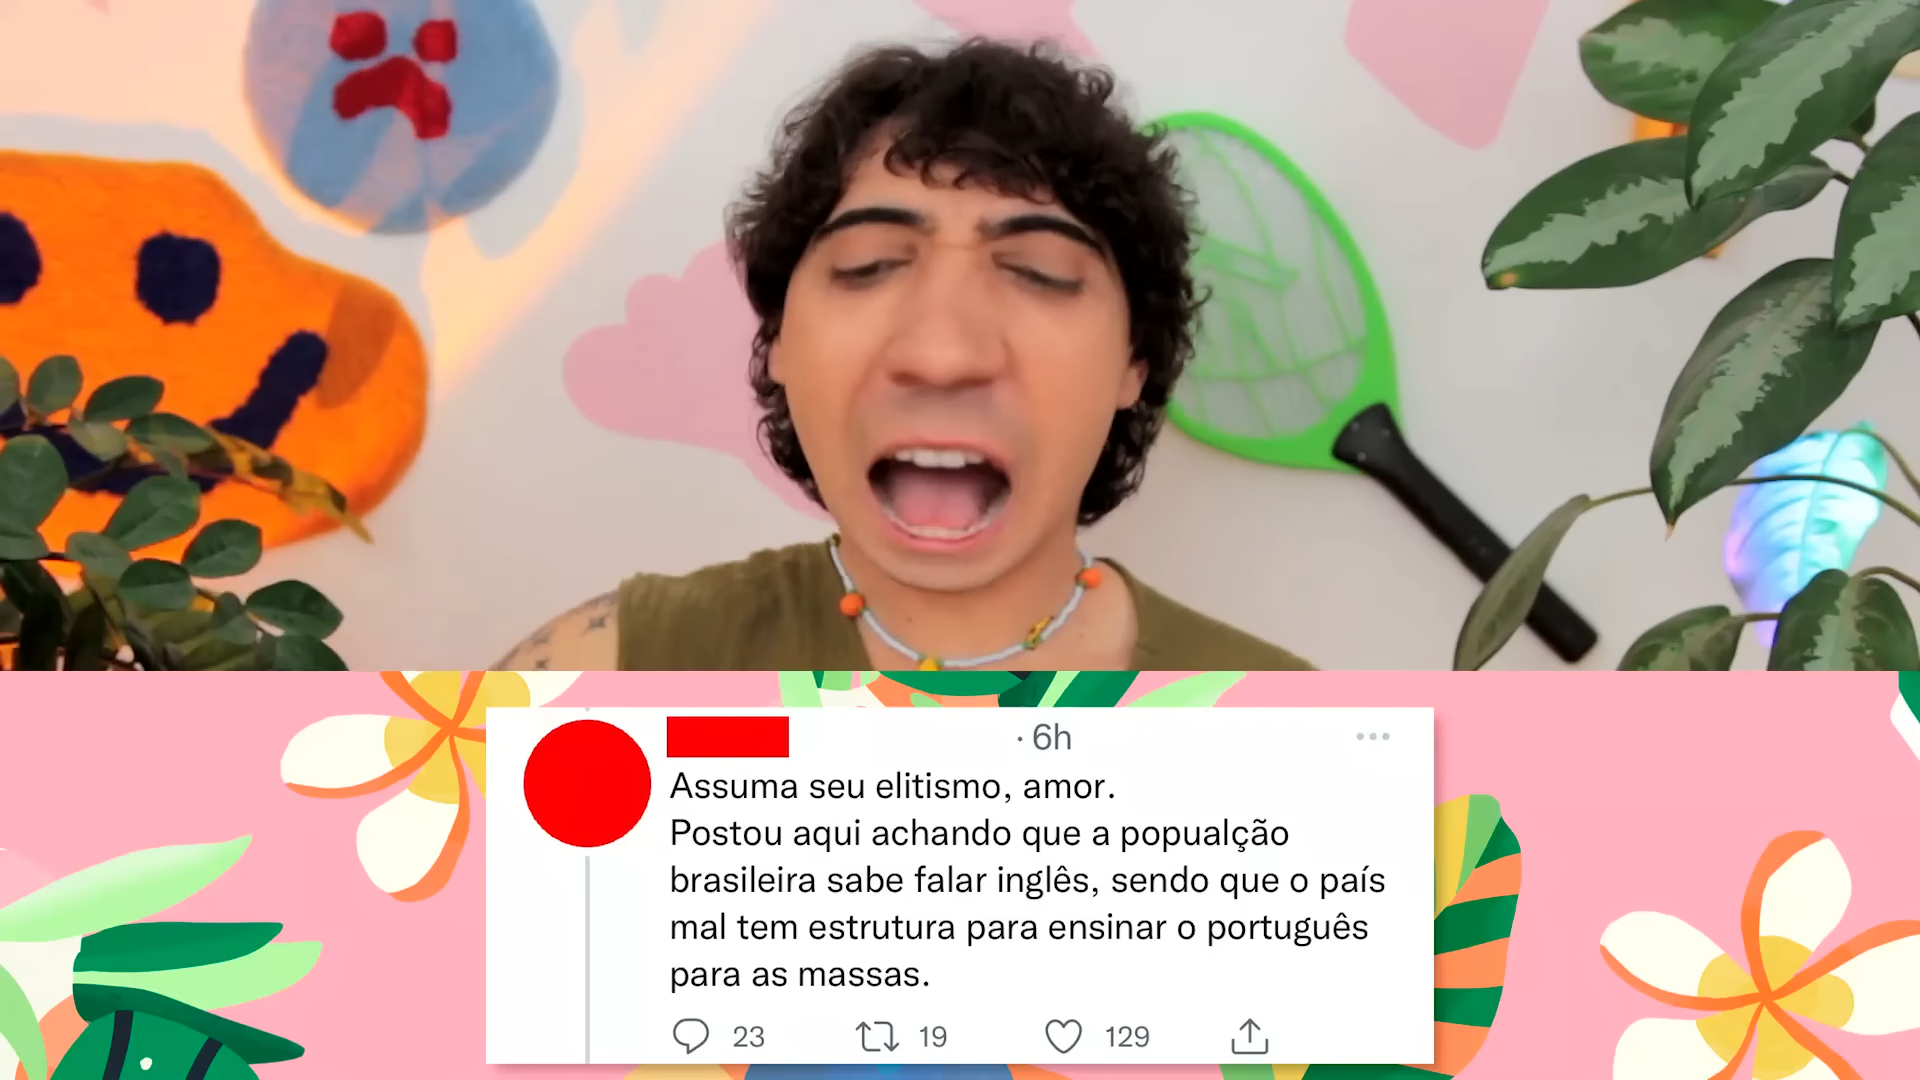 · 6h
Assuma seu elitismo, amor.
Postou aqui achando que a popualção
brasileira sabe falar inglês, sendo que o país
mal tem estrutura para ensinar o português
para as massas.
23 19 129